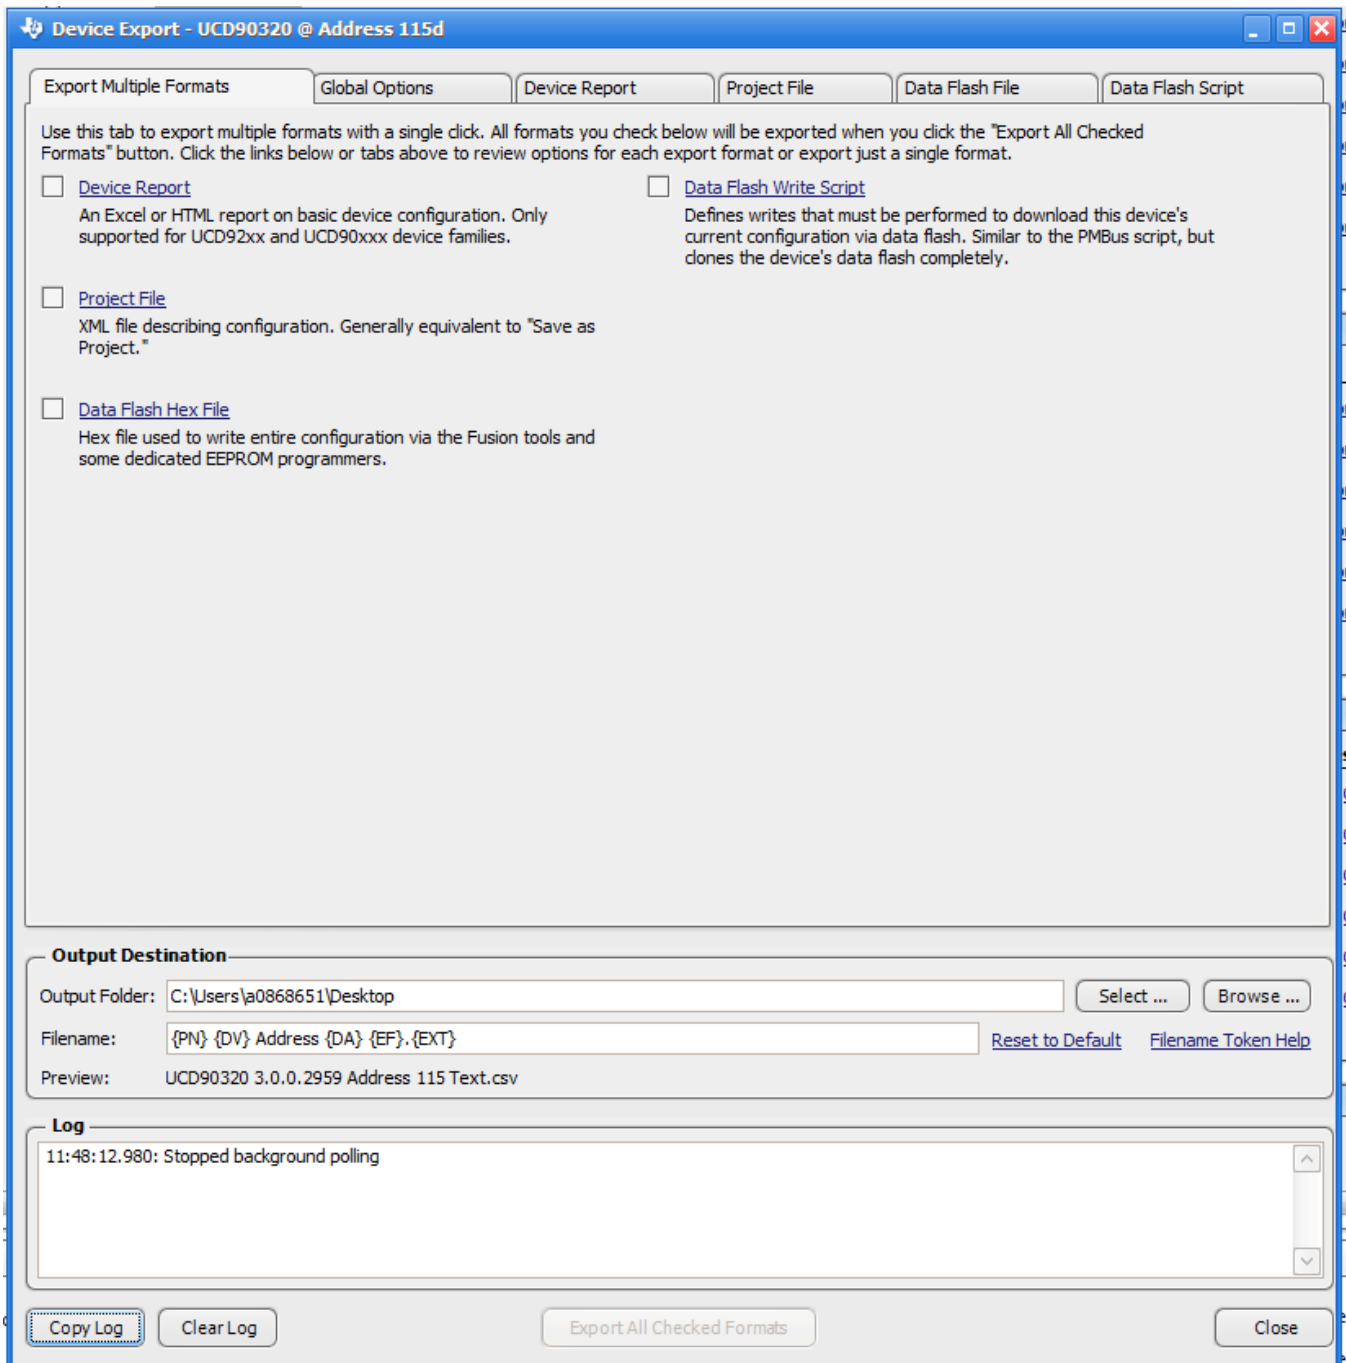 Device Export - UCD90320 @ Address 115d
Export Multiple Formats
Global Options
Device Report
Project File
Data Flash File
Data Flash Script
Use this tab to export multiple formats with a single click. All formats you check below will be exported when you click the "Export All Checked
Formats" button. Click the links below or tabs above to review options for each export format or export just a single format.
Device Report
An Excel or HTML report on basic device configuration. Only
supported for UCD92xx and UCD90xxx device families.
Project File
XML file describing configuration. Generally equivalent to "Save as
Project."
Data Flash Hex File
Hex file used to write entire configuration via the Fusion tools and
some dedicated EEPROM programmers.
Data Flash Write Script
Defines writes that must be performed to download this device's
current configuration via data flash. Similar to the PMBus script, but
clones the device's data flash completely.
Output Destination
Output Folder: C:\Users\a0868651\Desktop
Select ...
Browse ...
Filename: {PN} {DV} Address {DA} {EF}.{EXT}
Reset to Default
Filename Token Help
Preview: UCD90320 3.0.0.2959 Address 115 Text.csv
Log
11:48:12.980: Stopped background polling
Copy Log
Clear Log
Export All Checked Formats
Close